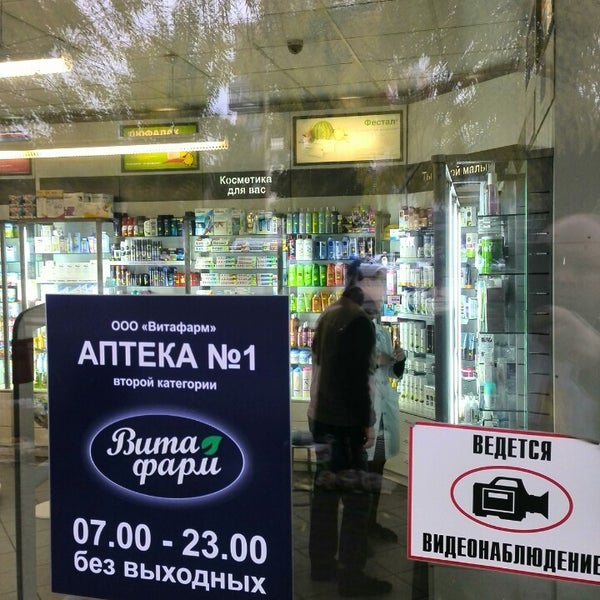 ДЮФАЛАК
Фестал
Косметика
для вас
ООО «Витафарм»
АПТЕКА №1
второй категории
Вита
фарм
07.00 - 23.00
без выходных
ВЕДЕТСЯ
ВИДЕОНАБЛЮДЕНИЕ